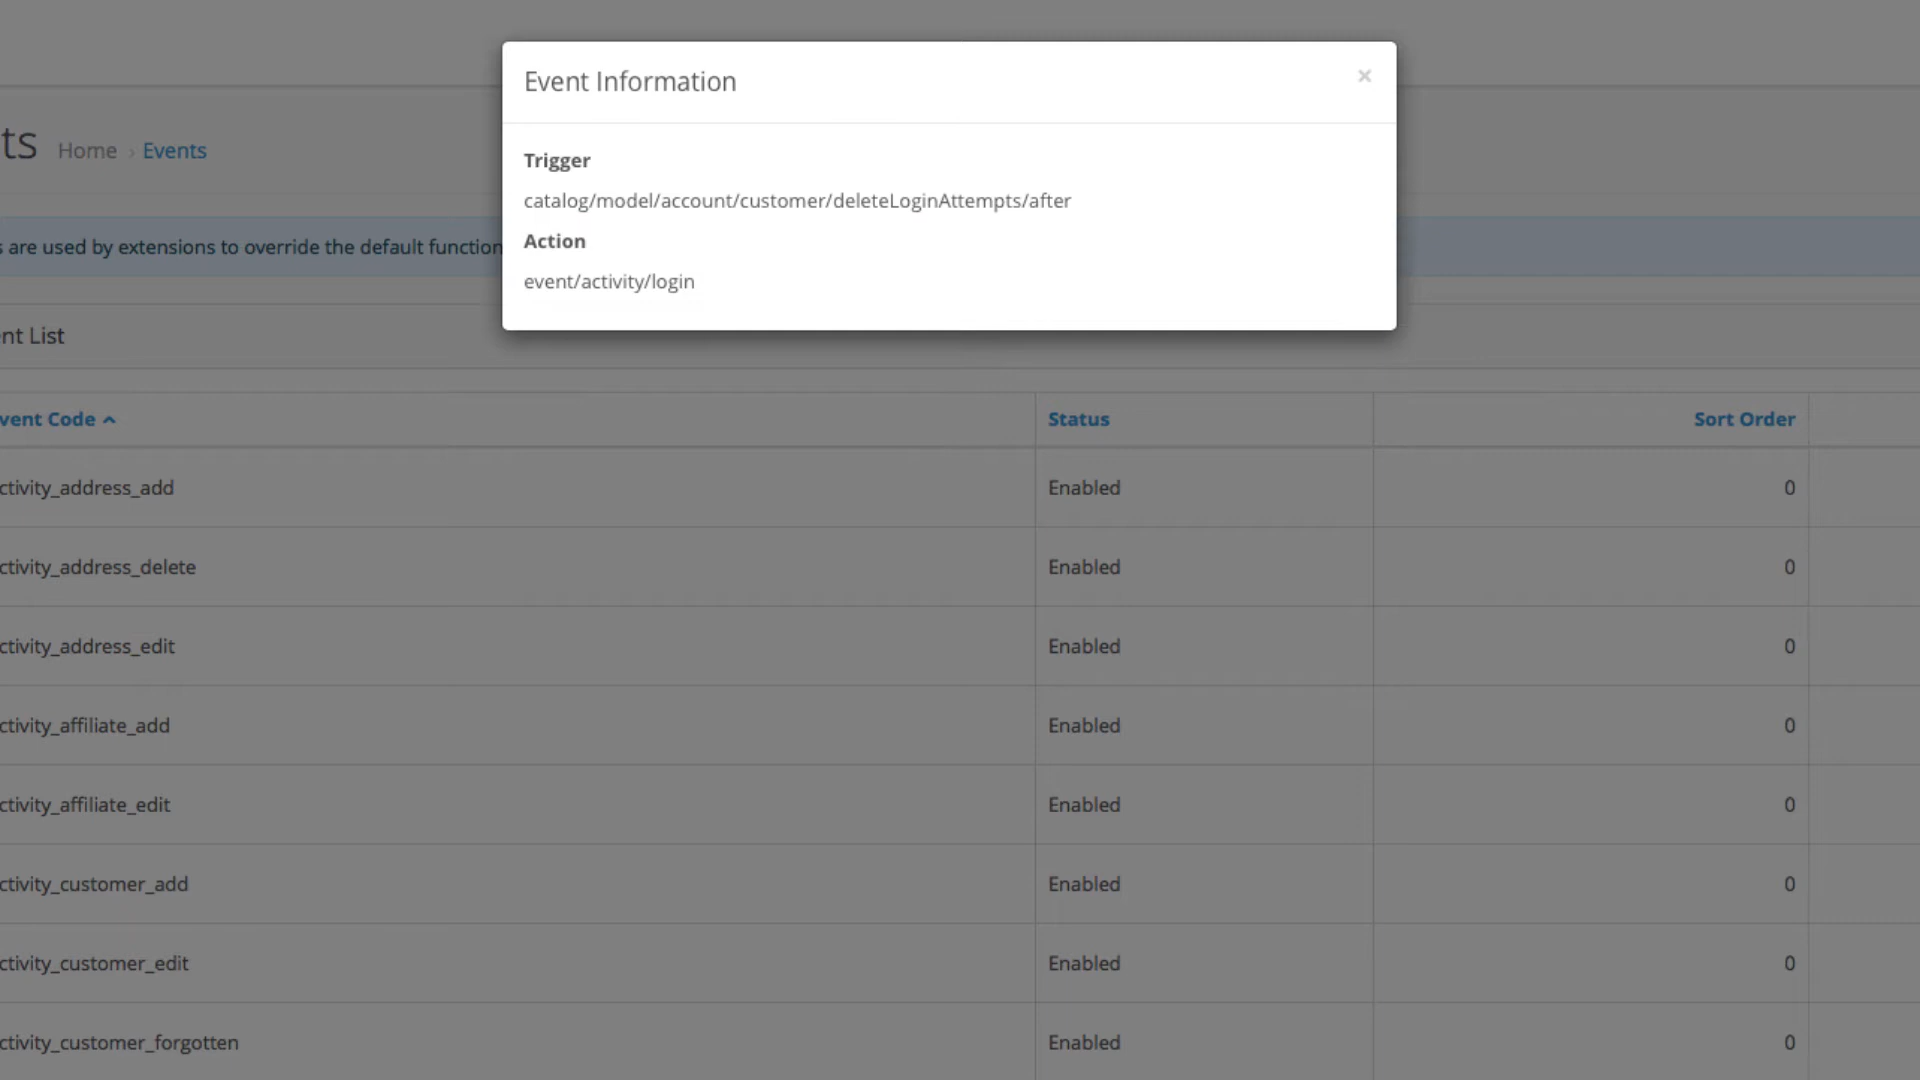 Event Information ×
ts Home › Events
Trigger
catalog/model/account/customer/deleteLoginAttempts/after
Action
s are used by extensions to override the default function
event/activity/login
nt List
vent Code Status Sort Order
ctivity_address_add Enabled 0
ctivity_address_delete Enabled 0
ctivity_address_edit Enabled 0
ctivity_affiliate_add Enabled 0
ctivity_affiliate_edit Enabled 0
ctivity_customer_add Enabled 0
ctivity_customer_edit Enabled 0
ctivity_customer_forgotten Enabled 0